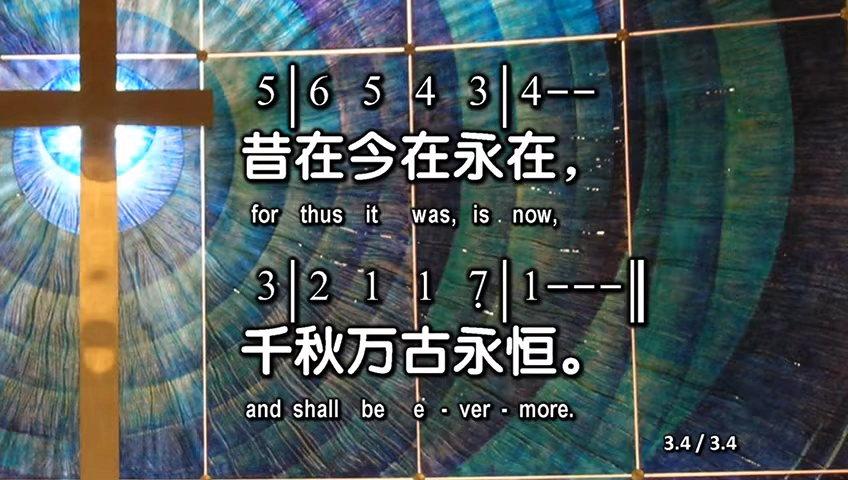 5|6 5 4 3|4--
昔在今在永在，
for thus it was, is now,
3|2 1 1 7̣|1---‖
千秋万古永恒。
and shall be e - ver - more.
3.4 / 3.4